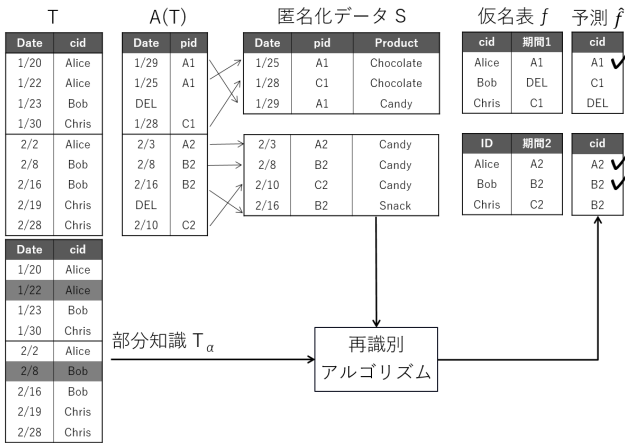 T
A(T)
匿名化データ S
仮名表 f
予測 f̂
Date cid
1/20 Alice
1/22 Alice
1/23 Bob
1/30 Chris
2/2 Alice
2/8 Bob
2/16 Bob
2/19 Chris
2/28 Chris
Date pid
1/29 A1
1/25 A1
DEL
1/28 C1
2/3 A2
2/8 B2
2/16 B2
DEL
2/10 C2
Date pid Product
1/25 A1 Chocolate
1/28 C1 Chocolate
1/29 A1 Candy
2/3 A2 Candy
2/8 B2 Candy
2/10 C2 Candy
2/16 B2 Snack
cid 期間1
Alice A1
Bob DEL
Chris C1
ID 期間2
Alice A2
Bob B2
Chris C2
cid
A1 ✓
C1
DEL
cid
A2 ✓
B2 ✓
B2
Date cid
1/20 Alice
1/22 Alice
1/23 Bob
1/30 Chris
2/2 Alice
2/8 Bob
2/16 Bob
2/19 Chris
2/28 Chris
部分知識 Tα
再識別
アルゴリズム